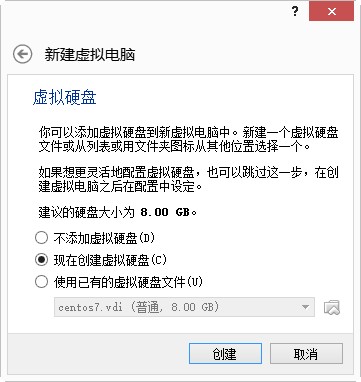 ?
新建虚拟电脑
虚拟硬盘
你可以添加虚拟硬盘到新虚拟电脑中。新建一个虚拟硬盘
文件或从列表或用文件夹图标从其他位置选择一个。
如果想更灵活地配置虚拟硬盘，也可以跳过这一步，在创
建虚拟电脑之后在配置中设定。
建议的硬盘大小为 8.00 GB。
不添加虚拟硬盘(D)
现在创建虚拟硬盘(C)
使用已有的虚拟硬盘文件(U)
centos7.vdi (普通, 8.00 GB)
创建
取消